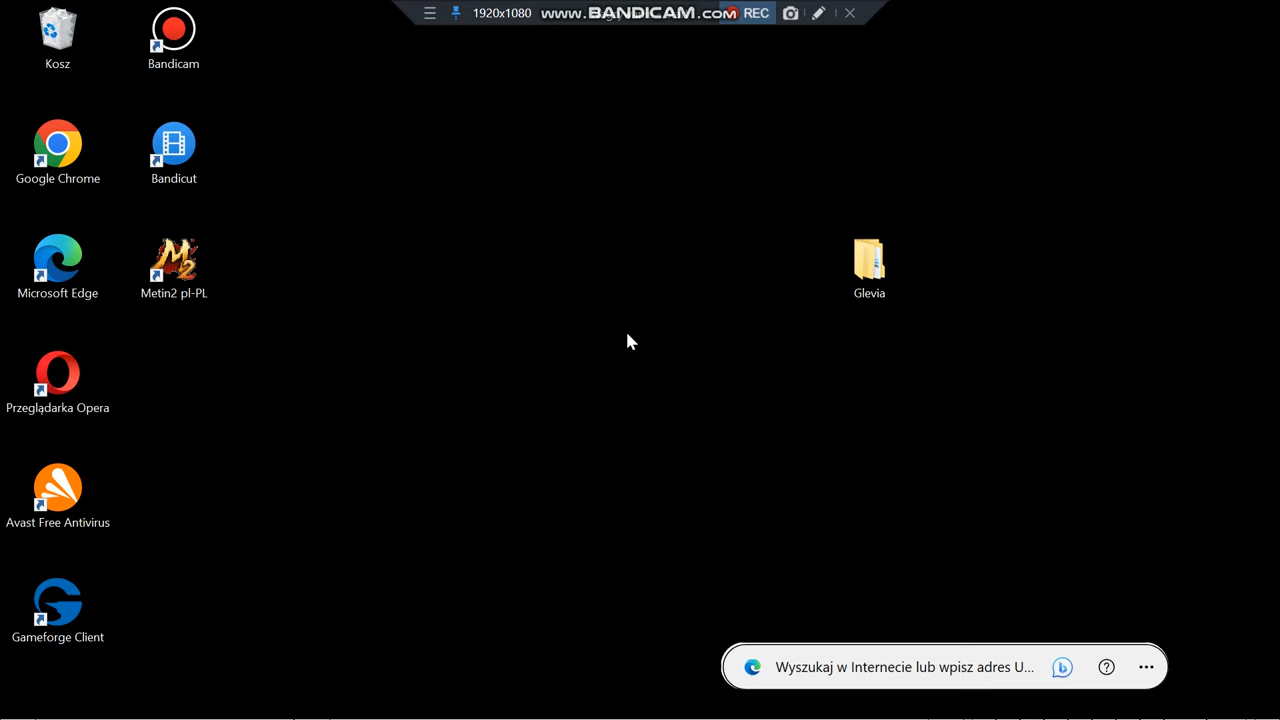 1920x1080
www.BANDICAM.com
REC
Kosz
Bandicam
Google Chrome
Bandicut
Microsoft Edge
Metin2 pl-PL
Glevia
Przeglądarka Opera
Avast Free Antivirus
Gameforge Client
Wyszukaj w Internecie lub wpisz adres U...